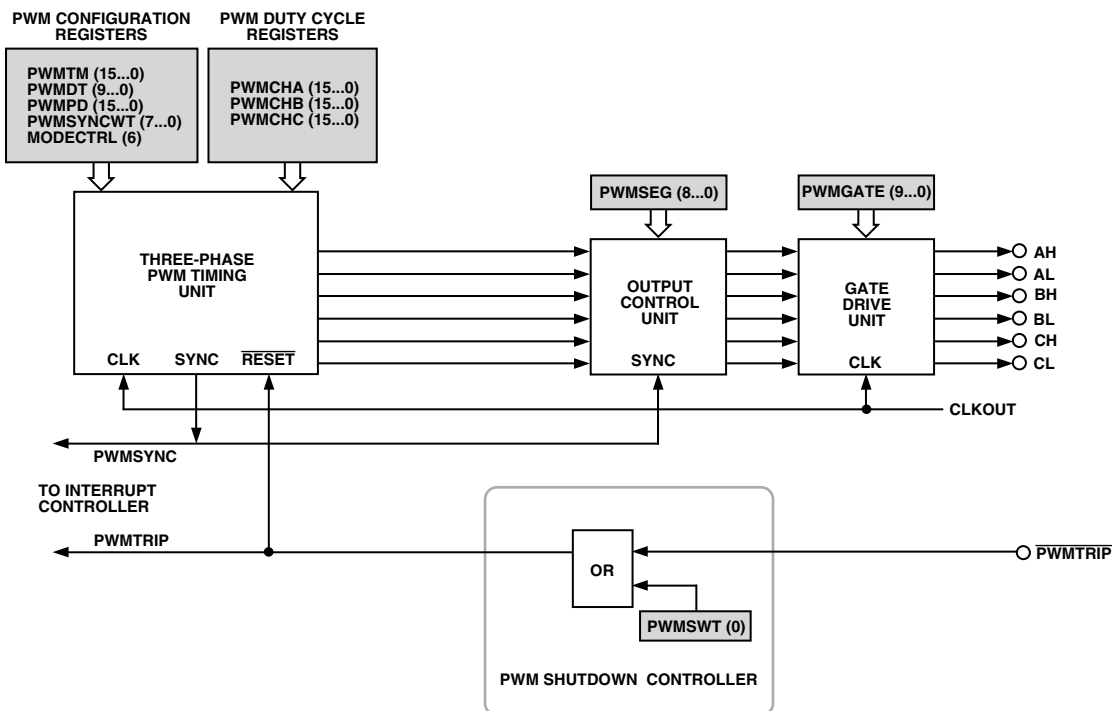 PWM CONFIGURATION
REGISTERS
PWM DUTY CYCLE
REGISTERS
PWMTM (15...0)
PWMDT (9...0)
PWMPD (15...0)
PWMSYNCWT (7...0)
MODECTRL (6)
PWMCHA (15...0)
PWMCHB (15...0)
PWMCHC (15...0)
PWMSEG (8...0)
PWMGATE (9...0)
THREE-PHASE
PWM TIMING
UNIT
CLK
SYNC
RESET
OUTPUT
CONTROL
UNIT
SYNC
GATE
DRIVE
UNIT
CLK
AH
AL
BH
BL
CH
CL
CLKOUT
PWMSYNC
TO INTERRUPT
CONTROLLER
PWMTRIP
OR
PWMTRIP
PWMSWT (0)
PWM SHUTDOWN CONTROLLER